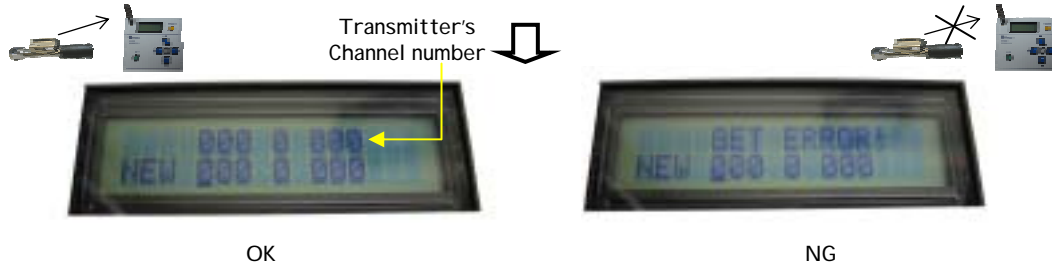 Transmitter's
Channel number
000 0 000
NEW 000 0 000
GET ERROR!
NEW 000 0 000
OK
NG